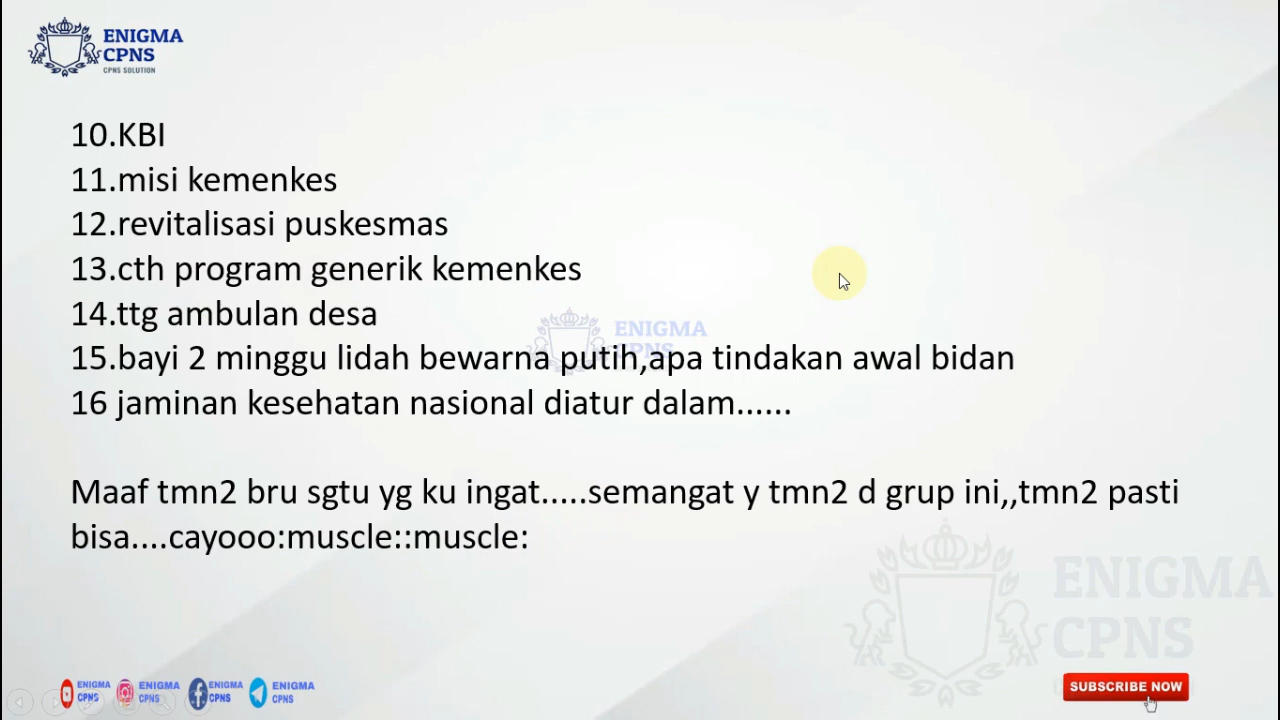 ENIGMA
CPNS
CPNS SOLUTION
10.KBI
11.misi kemenkes
12.revitalisasi puskesmas
13.cth program generik kemenkes
14.ttg ambulan desa
ENIGMA
CPNS
15.bayi 2 minggu lidah bewarna putih,apa tindakan awal bidan
16 jaminan kesehatan nasional diatur dalam......
Maaf tmn2 bru sgtu yg ku ingat.....semangat y tmn2 d grup ini,,tmn2 pasti
bisa....cayooo:muscle::muscle:
ENIGMA
CPNS
ENIGMA
CPNS
ENIGMA
CPNS
ENIGMA
CPNS
ENIGMA
CPNS
SUBSCRIBE NOW